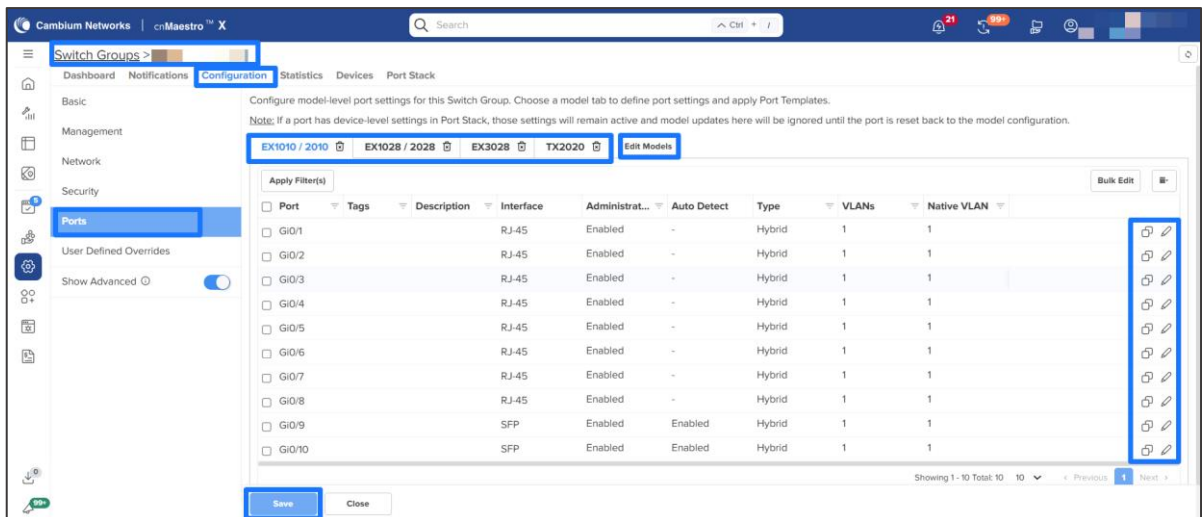 Cambium Networks | cnMaestro™ X Search Ctrl + / 21 99+
Switch Groups >
Dashboard Notifications Configuration Statistics Devices Port Stack
Basic
Management
Network
Security
Ports
User Defined Overrides
Show Advanced
Configure model-level port settings for this Switch Group. Choose a model tab to define port settings and apply Port Templates.
Note: If a port has device-level settings in Port Stack, those settings will remain active and model updates here will be ignored until the port is reset back to the model configuration.
EX1010 / 2010 EX1028 / 2028 EX3028 TX2020 Edit Models
Apply Filter(s) Bulk Edit
Port Tags Description Interface Administrat... Auto Detect Type VLANs Native VLAN
Gi0/1 RJ-45 Enabled - Hybrid 1 1
Gi0/2 RJ-45 Enabled - Hybrid 1 1
Gi0/3 RJ-45 Enabled - Hybrid 1 1
Gi0/4 RJ-45 Enabled - Hybrid 1 1
Gi0/5 RJ-45 Enabled - Hybrid 1 1
Gi0/6 RJ-45 Enabled - Hybrid 1 1
Gi0/7 RJ-45 Enabled - Hybrid 1 1
Gi0/8 RJ-45 Enabled - Hybrid 1 1
Gi0/9 SFP Enabled Enabled Hybrid 1 1
Gi0/10 SFP Enabled Enabled Hybrid 1 1
Showing 1 - 10 Total: 10 10 < Previous 1 Next >
Save Close
5
0
99+